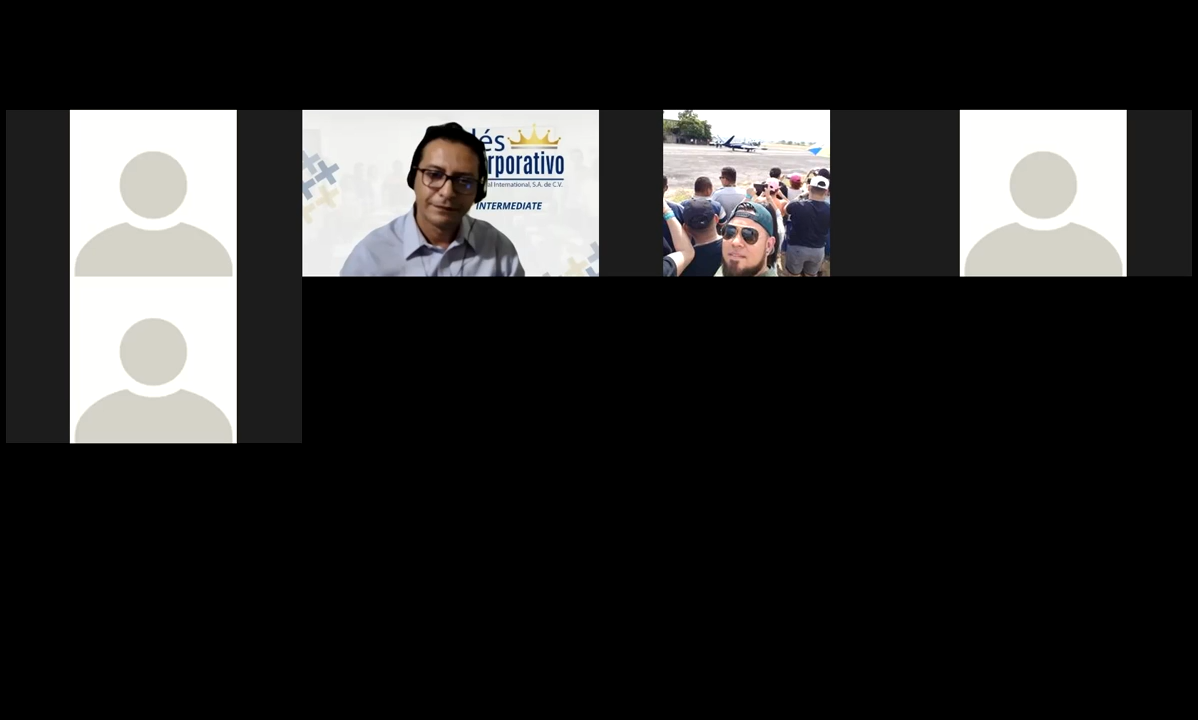 lés
rporativo
al International, S.A. de C.V.
INTERMEDIATE